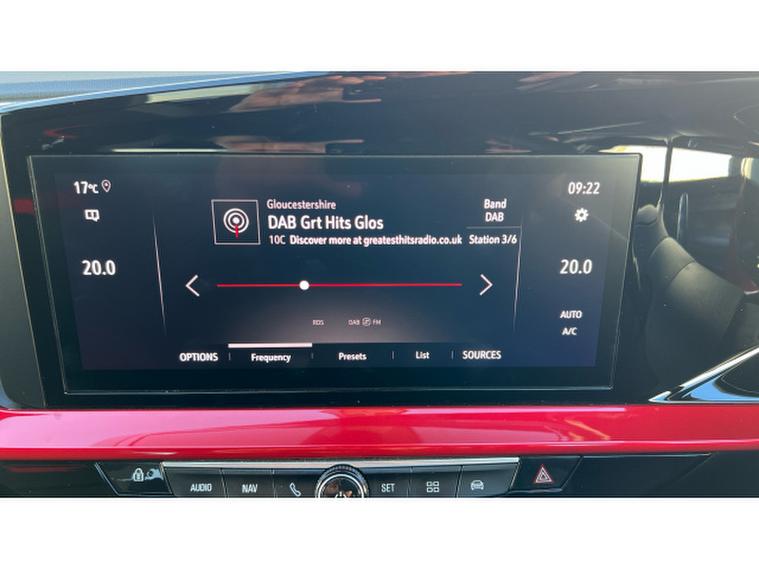 17°C
09:22
Gloucestershire
DAB Grt Hits Glos
10C Discover more at greatesthitsradio.co.uk
Band
DAB
Station 3/6
20.0
20.0
AUTO
A/C
RDS DAB FM
OPTIONS Frequency Presets List SOURCES
AUDIO NAV SET